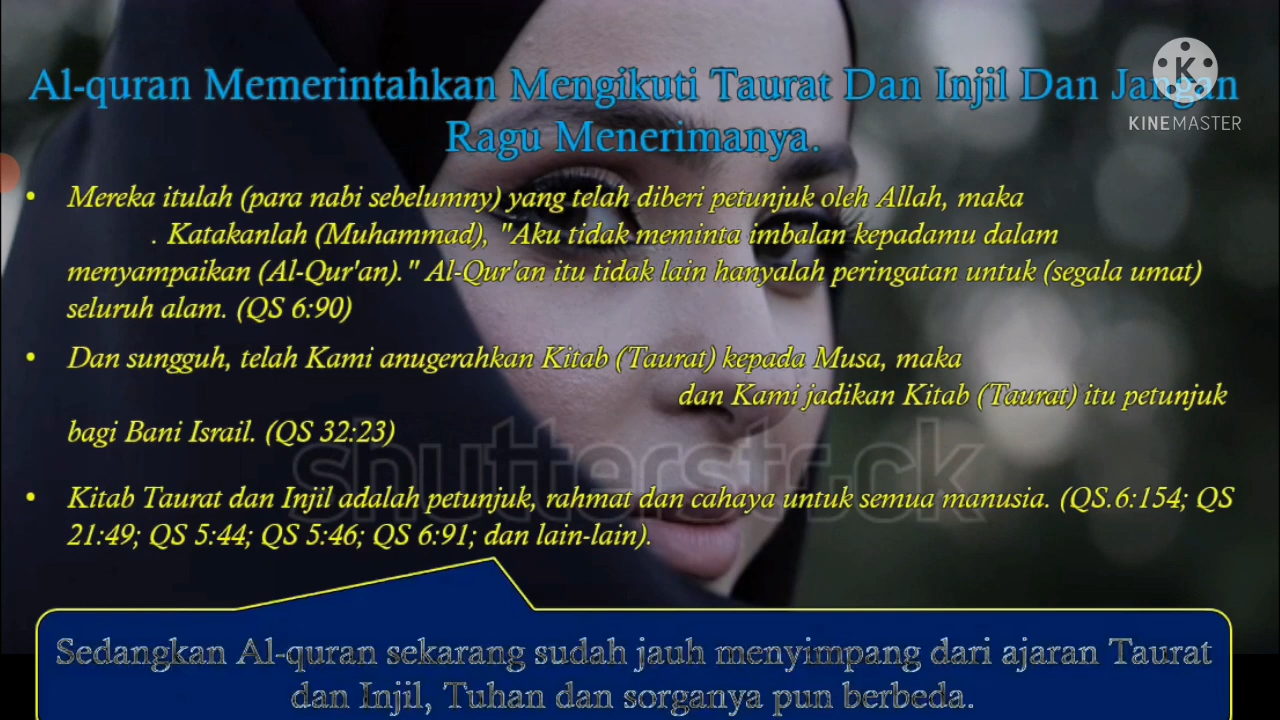 Al-quran Memerintahkan Mengikuti Taurat Dan Injil Dan Jangan
Ragu Menerimanya.
KINEMASTER
• Mereka itulah (para nabi sebelumny) yang telah diberi petunjuk oleh Allah, maka
. Katakanlah (Muhammad), "Aku tidak meminta imbalan kepadamu dalam
menyampaikan (Al-Qur'an)." Al-Qur'an itu tidak lain hanyalah peringatan untuk (segala umat)
seluruh alam. (QS 6:90)
• Dan sungguh, telah Kami anugerahkan Kitab (Taurat) kepada Musa, maka
dan Kami jadikan Kitab (Taurat) itu petunjuk
bagi Bani Israil. (QS 32:23)
shutterstock
• Kitab Taurat dan Injil adalah petunjuk, rahmat dan cahaya untuk semua manusia. (QS.6:154; QS
21:49; QS 5:44; QS 5:46; QS 6:91; dan lain-lain).
Sedangkan Al-quran sekarang sudah jauh menyimpang dari ajaran Taurat
dan Injil, Tuhan dan sorganya pun berbeda.